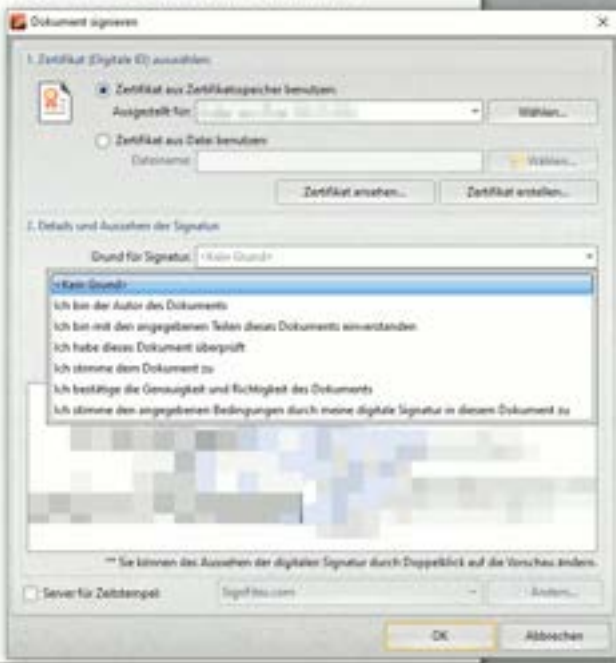 Dokument signieren
1. Zertifikat (Digitale ID) auswählen:
Zertifikat aus Zertifikatsspeicher benutzen:
Ausgestellt für:
Wählen...
Zertifikat aus Datei benutzen:
Dateiname:
Wählen...
Zertifikat ansehen...
Zertifikat erstellen...
2. Details und Aussehen der Signatur:
Grund für Signatur: <Kein Grund>
<Kein Grund>
Ich bin der Autor des Dokuments
Ich bin mit den angegebenen Teilen dieses Dokuments einverstanden
Ich habe dieses Dokument überprüft
Ich stimme dem Dokument zu
Ich bestätige die Genauigkeit und Richtigkeit des Dokuments
Ich stimme den angegebenen Bedingungen durch meine digitale Signatur in diesem Dokument zu
** Sie können das Aussehen der digitalen Signatur durch Doppelklick auf die Vorschau ändern.
Server für Zeitstempel:
Ändern...
OK
Abbrechen